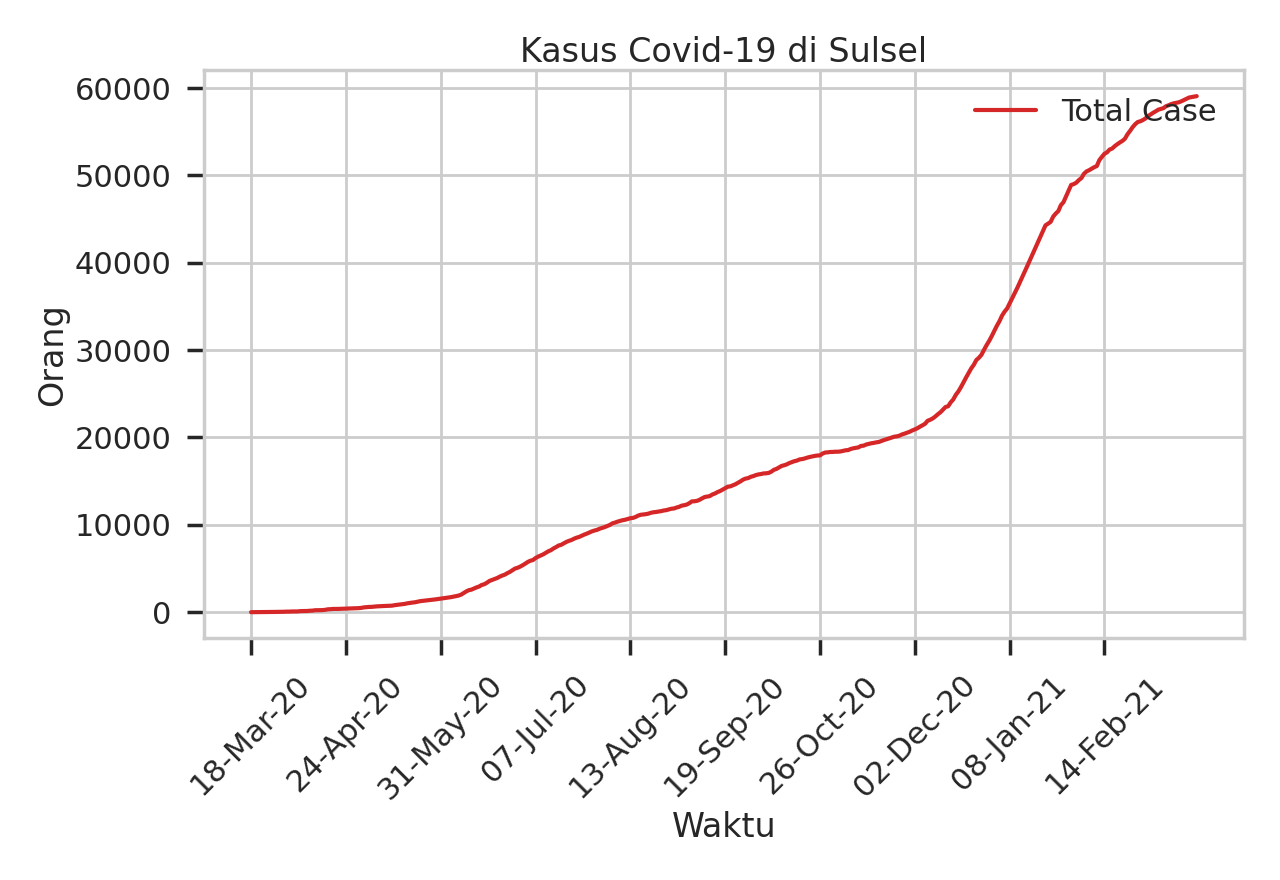 Kasus Covid-19 di Sulsel
Total Case
Orang
60000
50000
40000
30000
20000
10000
0
18-Mar-20
24-Apr-20
31-May-20
07-Jul-20
13-Aug-20
19-Sep-20
26-Oct-20
02-Dec-20
08-Jan-21
14-Feb-21
Waktu